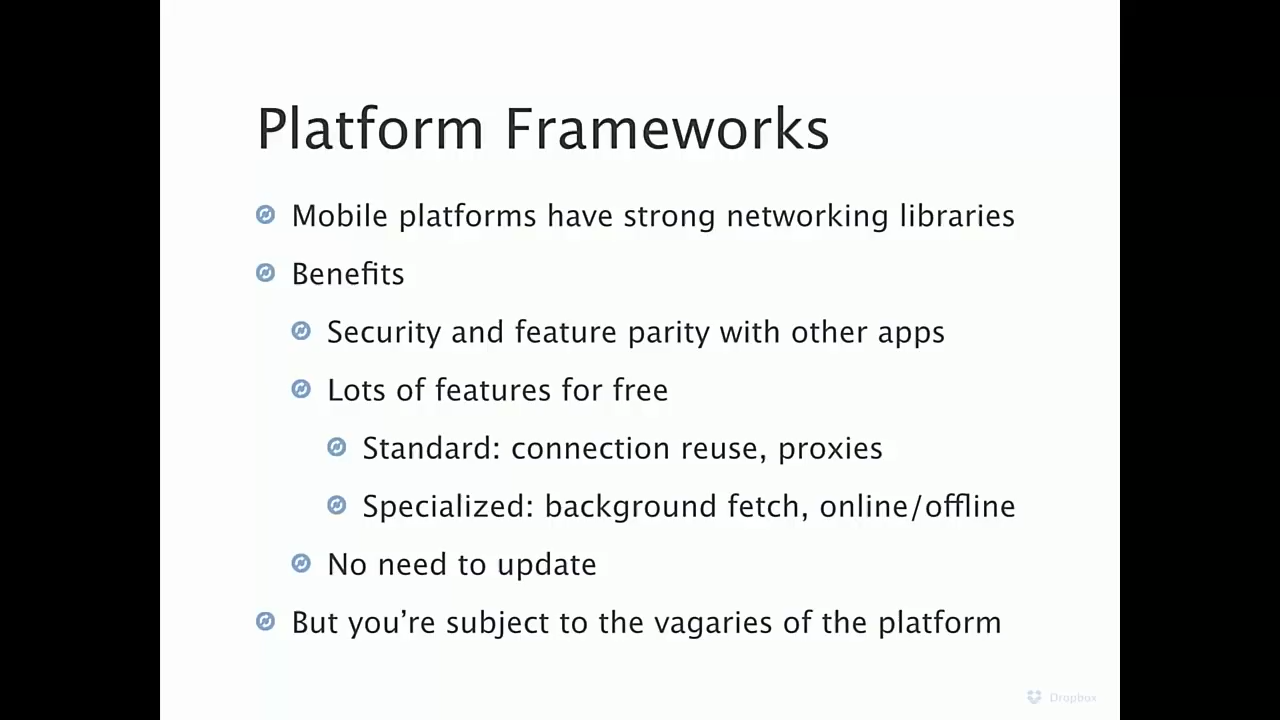 Platform Frameworks
Mobile platforms have strong networking libraries
Benefits
Security and feature parity with other apps
Lots of features for free
Standard: connection reuse, proxies
Specialized: background fetch, online/offline
No need to update
But you’re subject to the vagaries of the platform
Dropbox